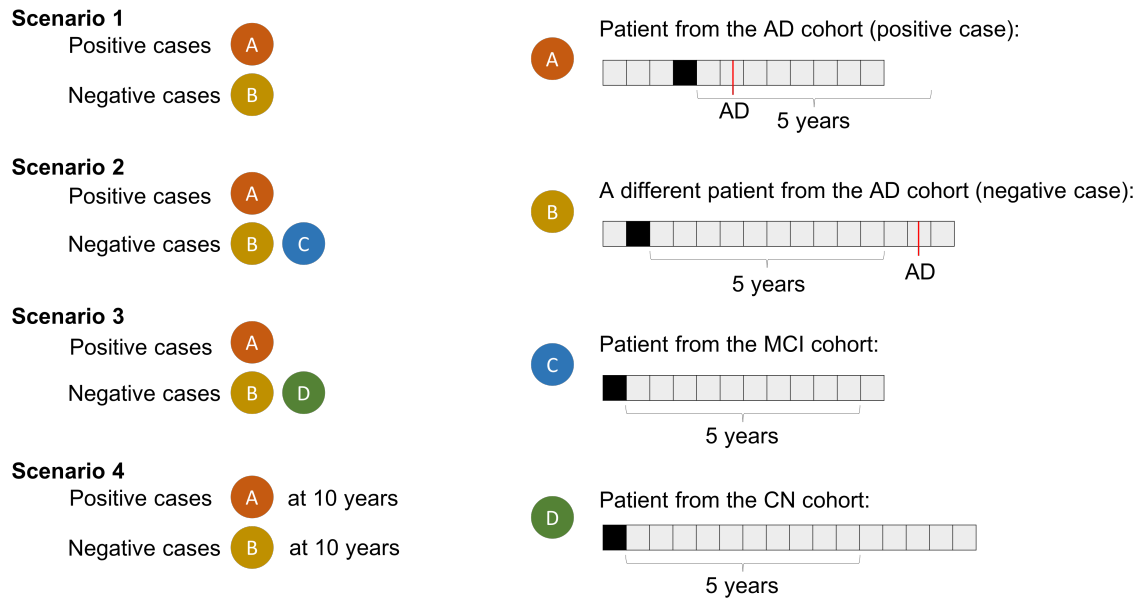 Scenario 1
Positive cases A
Negative cases B
Scenario 2
Positive cases A
Negative cases B C
Scenario 3
Positive cases A
Negative cases B D
Scenario 4
Positive cases A at 10 years
Negative cases B at 10 years
Patient from the AD cohort (positive case):
A
AD
5 years
A different patient from the AD cohort (negative case):
B
AD
5 years
Patient from the MCI cohort:
C
5 years
Patient from the CN cohort:
D
5 years